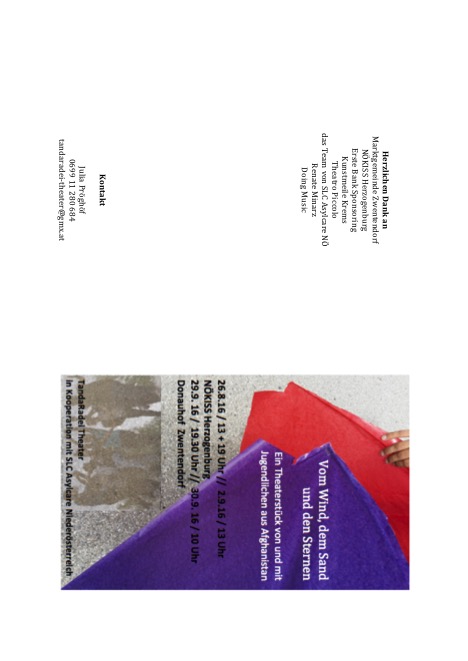 Herzlichen Dank an
Marktgemeinde Zwentendorf
NÖKISS Herzogenburg
Erste Bank Sponsoring
Kunstmeile Krems
Theatro Piccolo
das Team von SLC Asylcare NÖ
Renate Minarz
Doing Music
Kontakt
Julia Pröglhöf
0699 11 280 684
tandaradei-theater@gmx.at
Vom Wind, dem Sand
und den Sternen
Ein Theaterstück von und mit
Jugendlichen aus Afghanistan
26.8.16 / 13 + 19 Uhr // 2.9.16 / 13 Uhr
NÖKISS Herzogenburg
29.9. 16 / 19.30 Uhr // 30.9. 16 / 10 Uhr
Donauhof Zwentendorf
TandaRadei Theater
in Kooperation mit SLC Asylcare Niederösterreich